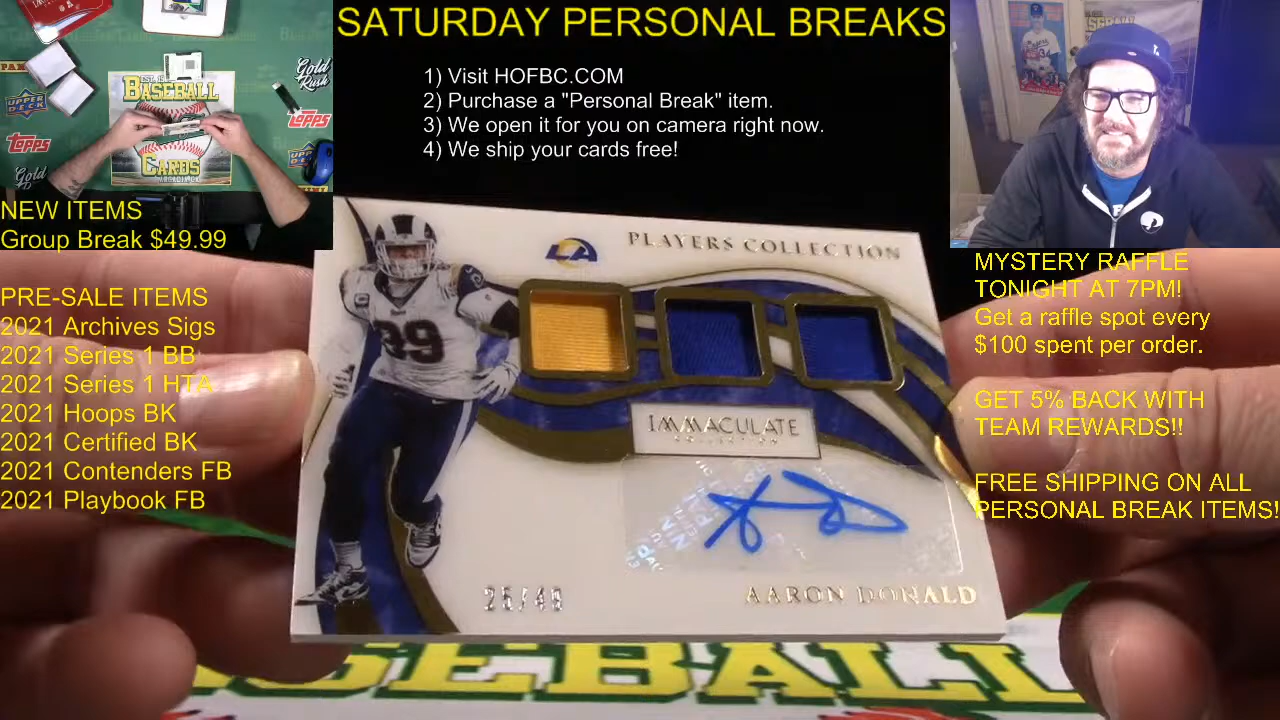 SATURDAY PERSONAL BREAKS
1) Visit HOFBC.COM
2) Purchase a "Personal Break" item.
3) We open it for you on camera right now.
4) We ship your cards free!
BASEBALL
CARDS
UPPER DECK
topps
Gold Rush
topps
Gold
NEW ITEMS
Group Break $49.99
PRE-SALE ITEMS
2021 Archives Sigs
2021 Series 1 BB
2021 Series 1 HTA
2021 Hoops BK
2021 Certified BK
2021 Contenders FB
2021 Playbook FB
MYSTERY RAFFLE
TONIGHT AT 7PM!
Get a raffle spot every
$100 spent per order.
GET 5% BACK WITH
TEAM REWARDS!!
FREE SHIPPING ON ALL
PERSONAL BREAK ITEMS!
LA
PLAYERS COLLECTION
99
IMMACULATE
COLLECTION
AARON DONALD